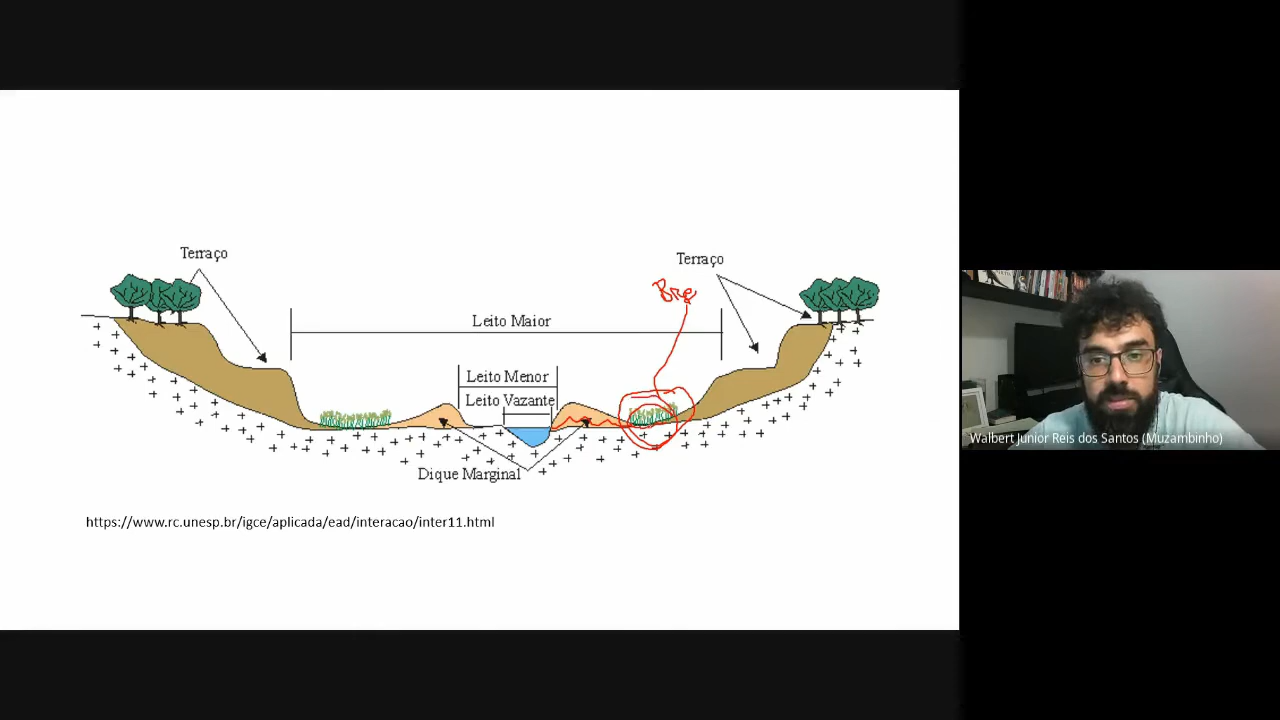 Terraço
Terraço
Leito Maior
Leito Menor
Leito Vazante
Dique Marginal
https://www.rc.unesp.br/igce/aplicada/ead/interacao/inter11.html
Walbert Junior Reis dos Santos (Muzambinho)